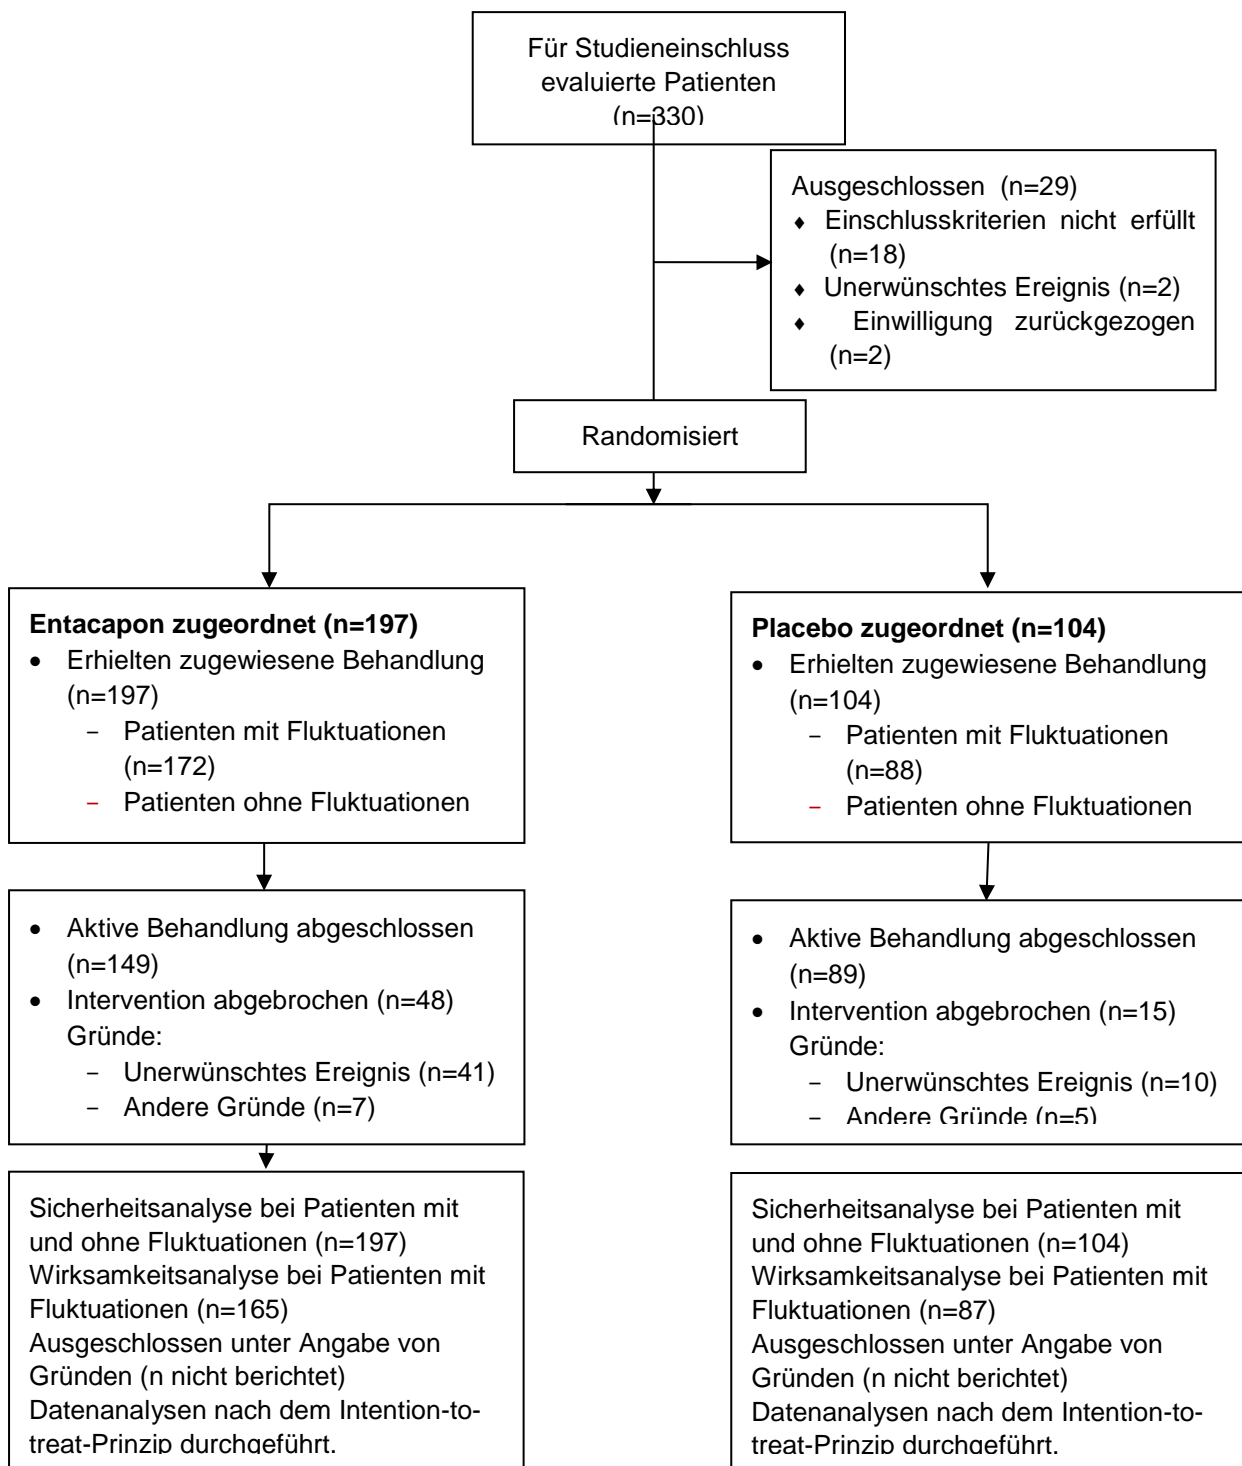 Für Studieneinschluss
evaluierte Patienten
(n=330)
Ausgeschlossen (n=29)
♦ Einschlusskriterien nicht erfüllt
(n=18)
♦ Unerwünschtes Ereignis (n=2)
♦ Einwilligung zurückgezogen
(n=2)
Randomisiert
Entacapon zugeordnet (n=197)
• Erhielten zugewiesene Behandlung
(n=197)
− Patienten mit Fluktuationen
(n=172)
− Patienten ohne Fluktuationen
Placebo zugeordnet (n=104)
• Erhielten zugewiesene Behandlung
(n=104)
− Patienten mit Fluktuationen
(n=88)
− Patienten ohne Fluktuationen
• Aktive Behandlung abgeschlossen
(n=149)
• Intervention abgebrochen (n=48)
Gründe:
− Unerwünschtes Ereignis (n=41)
− Andere Gründe (n=7)
• Aktive Behandlung abgeschlossen
(n=89)
• Intervention abgebrochen (n=15)
Gründe:
− Unerwünschtes Ereignis (n=10)
− Andere Gründe (n=5)
Sicherheitsanalyse bei Patienten mit
und ohne Fluktuationen (n=197)
Wirksamkeitsanalyse bei Patienten mit
Fluktuationen (n=165)
Ausgeschlossen unter Angabe von
Gründen (n nicht berichtet)
Datenanalysen nach dem Intention-to-
treat-Prinzip durchgeführt.
Sicherheitsanalyse bei Patienten mit
und ohne Fluktuationen (n=104)
Wirksamkeitsanalyse bei Patienten mit
Fluktuationen (n=87)
Ausgeschlossen unter Angabe von
Gründen (n nicht berichtet)
Datenanalysen nach dem Intention-to-
treat-Prinzip durchgeführt.